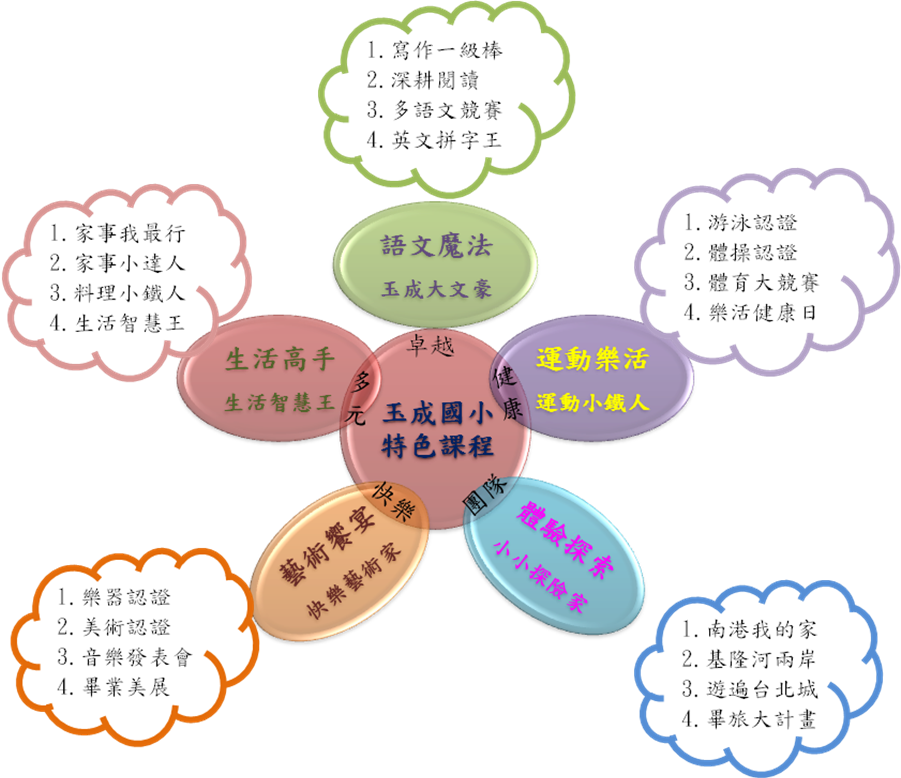 1. 寫作一級棒
2. 深耕閱讀
3. 多語文競賽
4. 英文拼字王
語文魔法
玉成大文豪
卓越
1. 家事我最行
2. 家事小達人
3. 料理小鐵人
4. 生活智慧王
生活高手
生活智慧王
多元
1. 游泳認證
2. 體操認證
3. 體育大競賽
4. 樂活健康日
運動樂活
運動小鐵人
健康
玉成國小
特色課程
快樂
藝術饗宴
快樂藝術家
1. 樂器認證
2. 美術認證
3. 音樂發表會
4. 畢業美展
團隊
體驗探索
小小探險家
1. 南港我的家
2. 基隆河兩岸
3. 遊遍台北城
4. 畢旅大計畫